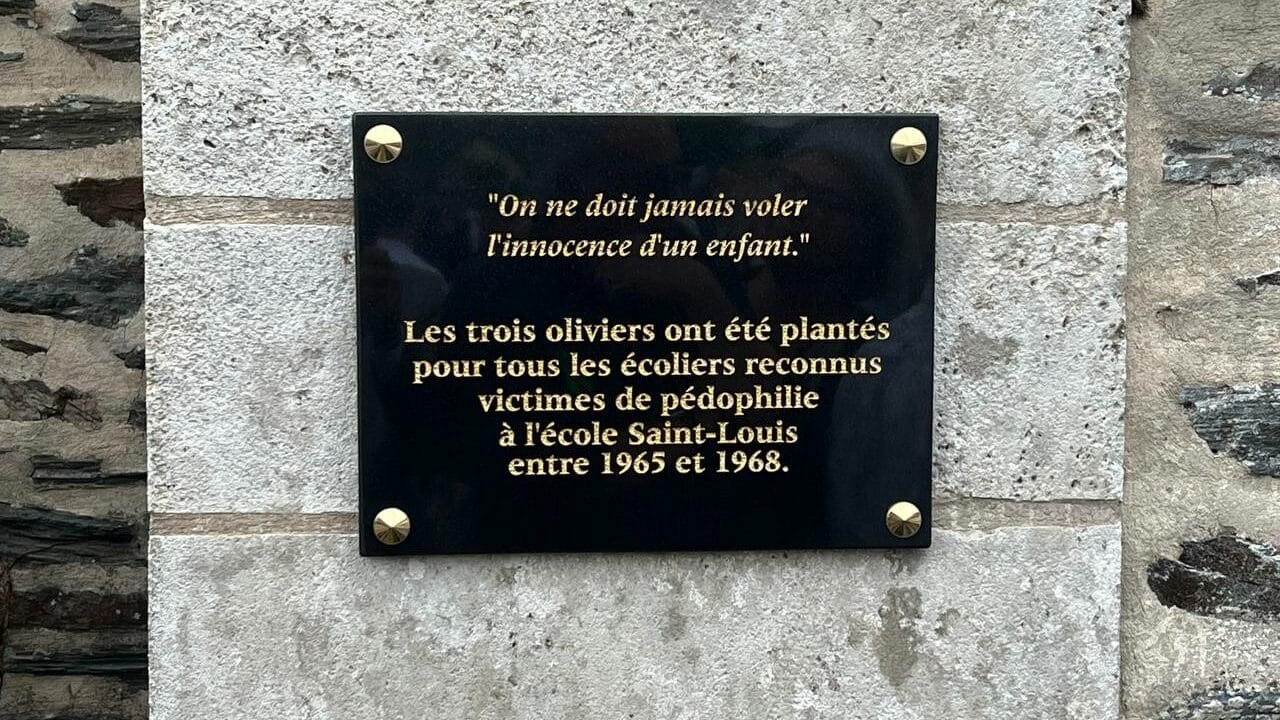 "On ne doit jamais voler
l'innocence d'un enfant."
Les trois oliviers ont été plantés
pour tous les écoliers reconnus
victimes de pédophilie
à l'école Saint-Louis
entre 1965 et 1968.